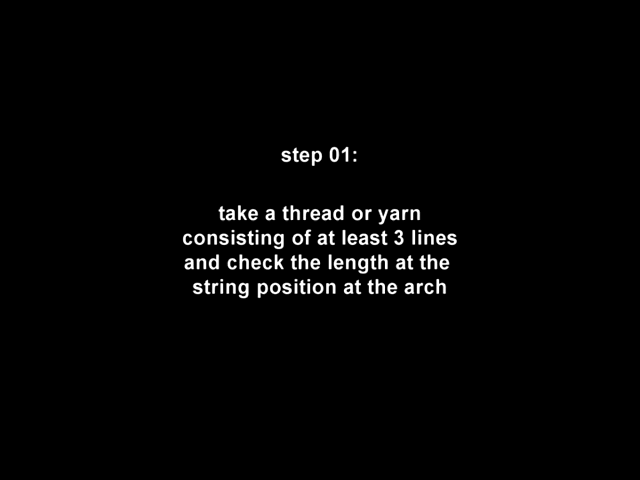 step 01:
take a thread or yarn
consisting of at least 3 lines
and check the length at the
string position at the arch